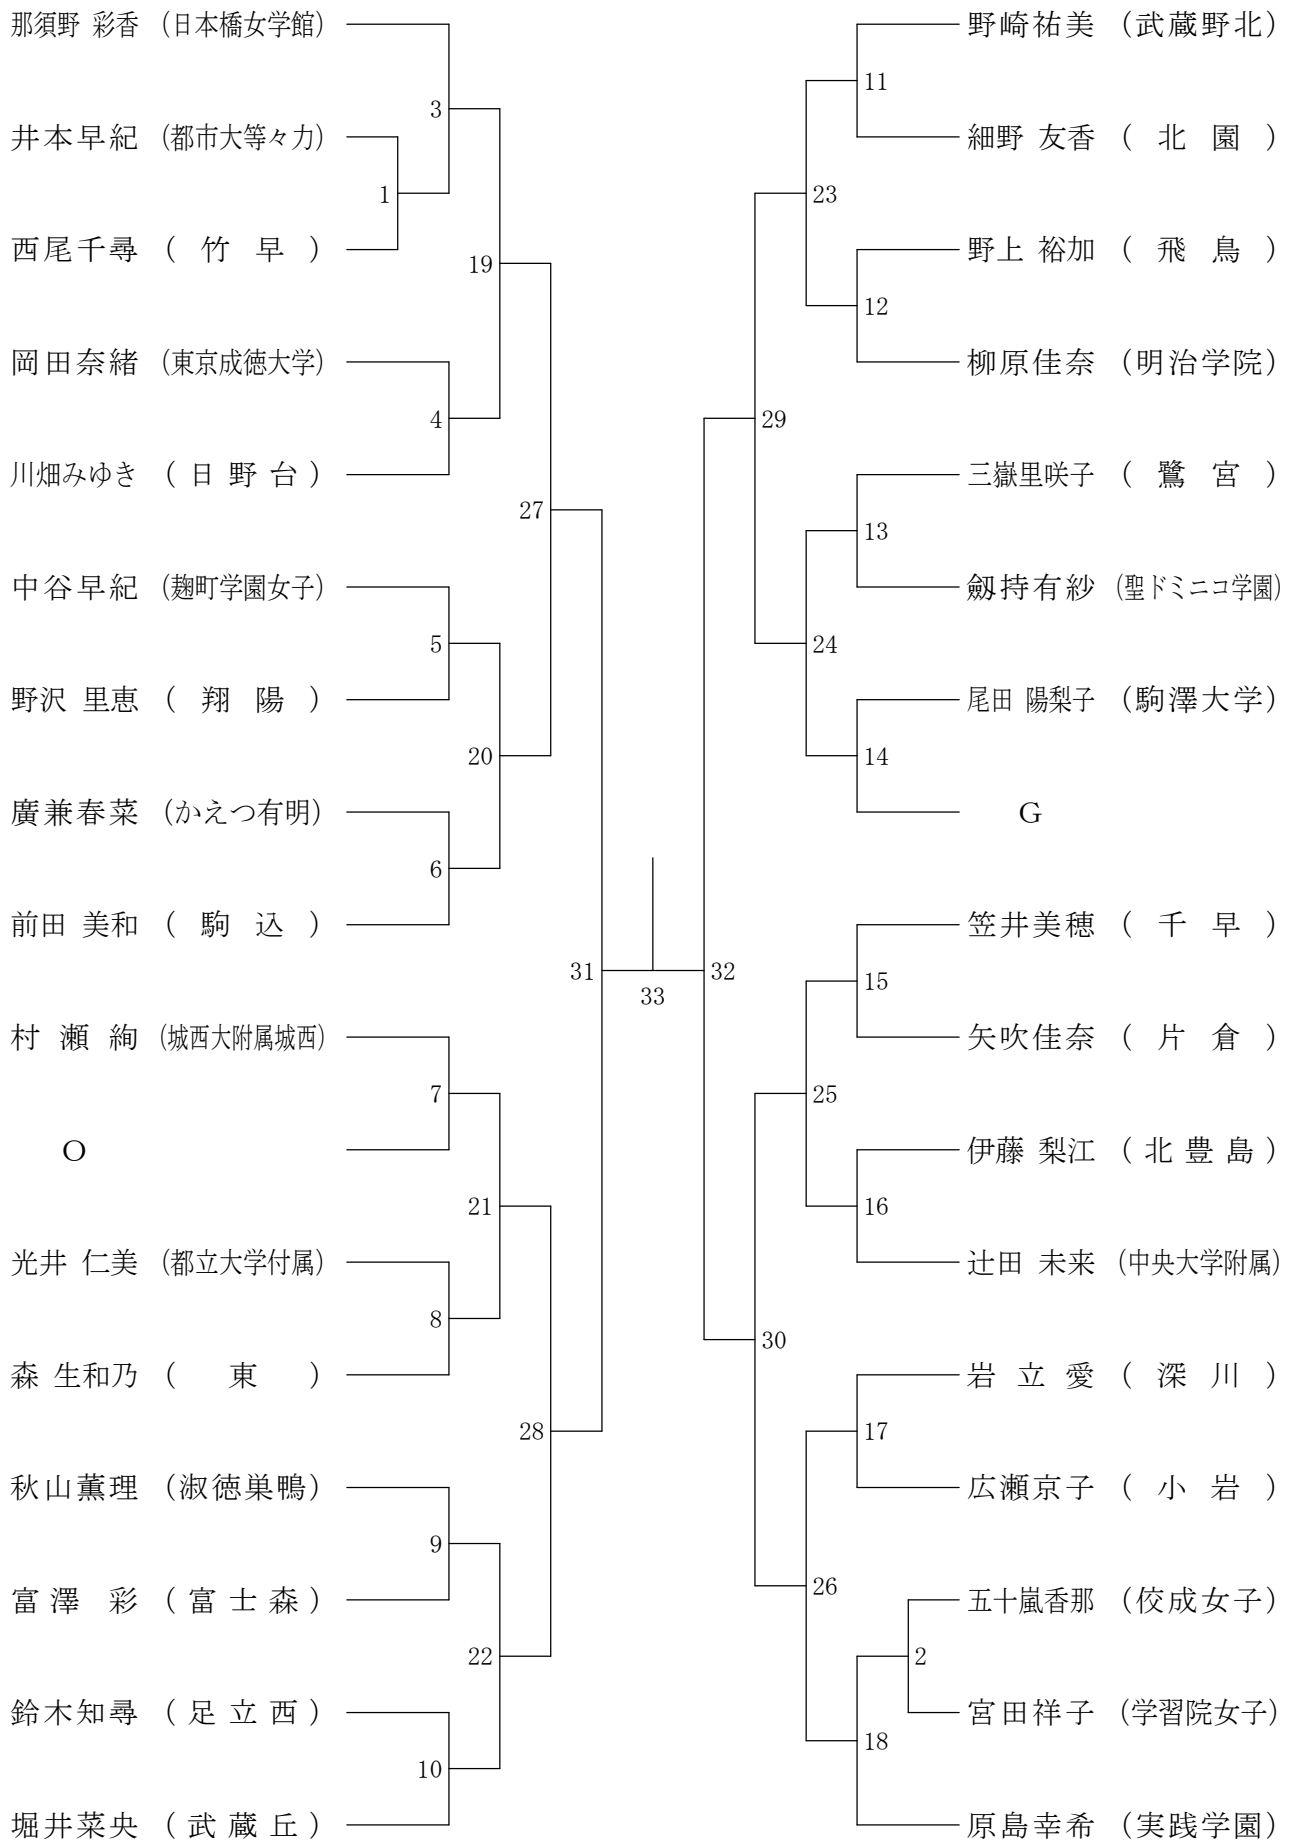 那須野 彩香 (日本橋女学館)
3
井本早紀 (都市大等々力)
1
西尾千尋 ( 竹 早 )
19
岡田奈緒 (東京成徳大学)
4
川畑みゆき ( 日 野 台 )
27
中谷早紀 (麹町学園女子)
5
野沢 里恵 ( 翔 陽 )
20
廣兼春菜 (かえつ有明)
6
前田 美和 ( 駒 込 )
31
村 瀬 絢 (城西大附属城西)
7
O
21
光井 仁美 (都立大学付属)
8
森 生和乃 ( 東 )
28
秋山薫理 (淑徳巣鴨)
9
富 澤 彩 ( 富 士 森 )
22
鈴木知尋 ( 足 立 西 )
10
堀井菜央 ( 武 蔵 丘 )
33
野崎祐美 (武蔵野北)
11
細野 友香 ( 北 園 )
23
野上 裕加 ( 飛 鳥 )
12
柳原佳奈 (明治学院)
29
三嶽里咲子 ( 鷺 宮 )
13
劔持有紗 (聖ドミニコ学園)
24
尾田 陽梨子 (駒澤大学)
14
G
笠井美穂 ( 千 早 )
32
15
矢吹佳奈 ( 片 倉 )
25
伊藤 梨江 ( 北 豊 島 )
16
辻田 未来 (中央大学附属)
30
岩 立 愛 ( 深 川 )
17
広瀬京子 ( 小 岩 )
26
五十嵐香那 (佼成女子)
2
宮田祥子 (学習院女子)
18
原島幸希 (実践学園)